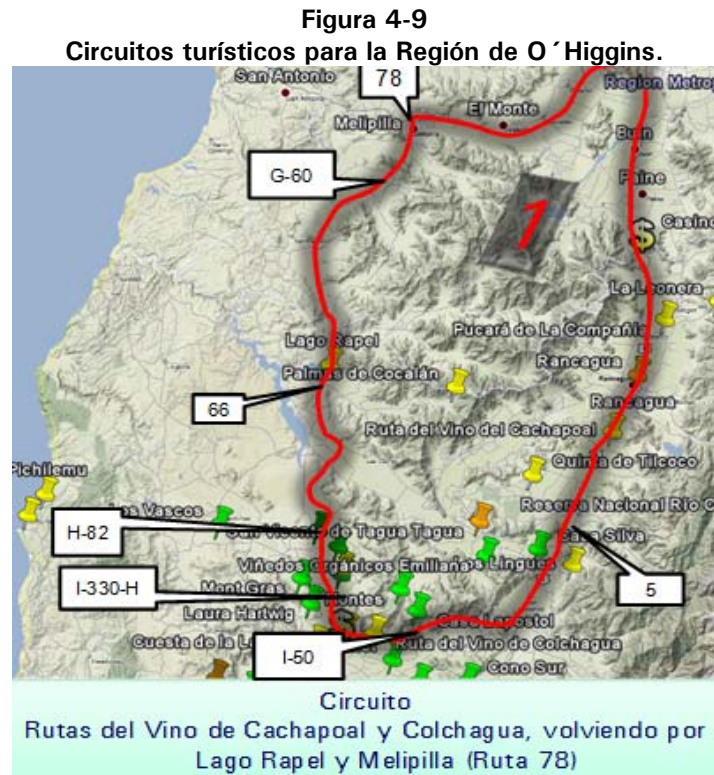 Figura 4-9
Circuitos turísticos para la Región de O´Higgins.
San Antonio
78
Region Metrop
Melipilla
El Monte
Buin
G-60
Paine
1
$
Casino
La Leonera
Pucará de La Compañía
Lago Rapel
Rancagua
Palmas de Cocalán
66
Rancagua
Ruta del Vino del Cachapoal
Pichilemu
Quinta de Tilcoco
Los Vascos
Reserva Nacional Río C
H-82
San Vicente de Tagua Tagua
Casa Silva
Viñedos Orgánicos Emiliana
Los Lingues
I-330-H
Mont Gras
Montes
5
Laura Hartwig
Casa Lapostol
Cuesta de la L
I-50
Ruta del Vino de Colchagua
Cono Sur
Circuito
Rutas del Vino de Cachapoal y Colchagua, volviendo por
Lago Rapel y Melipilla (Ruta 78)